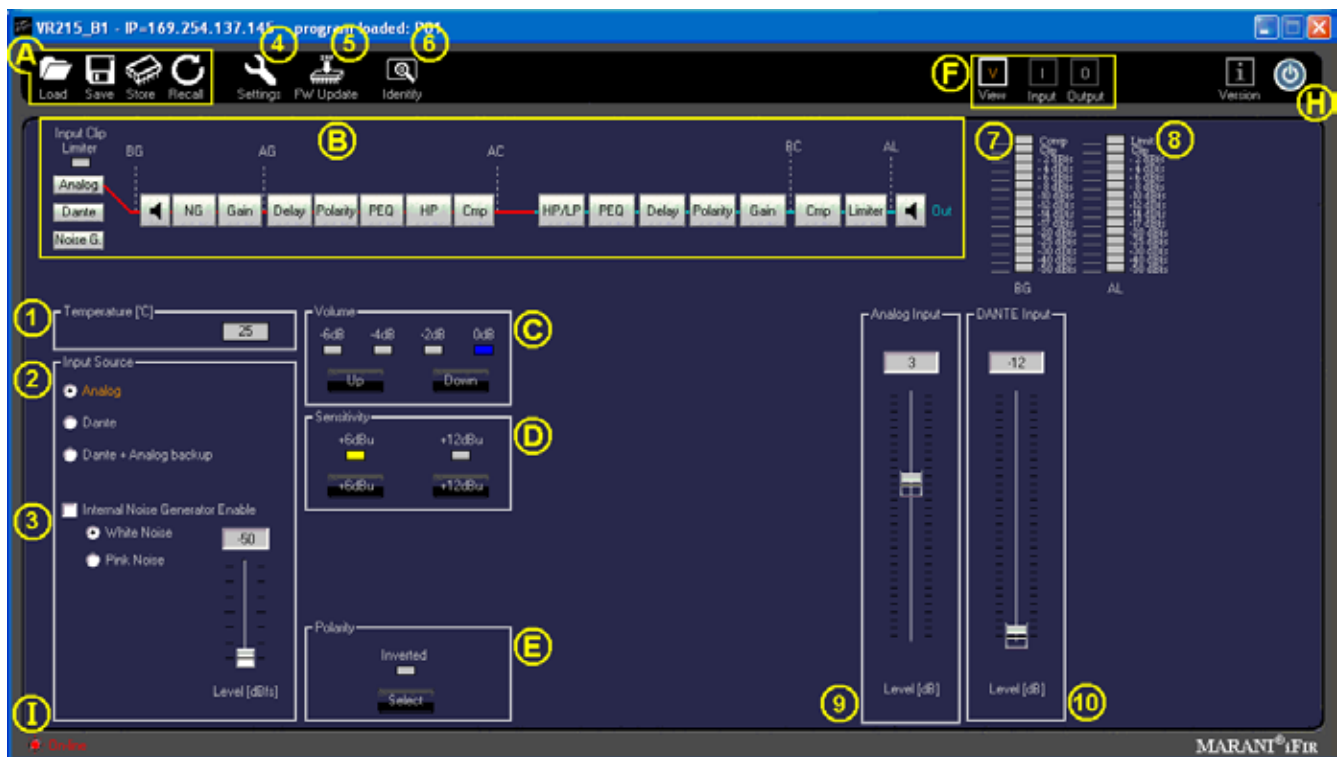 VR215_B1 - IP=169.254.137.145 program loaded: P01
A
4
5
6
F
H
Load Save Store Recall Settings FW Update Identify
V I O i
View Input Output Version
Input Clip
Limiter
BG AG B AC BC AL
Analog
Dante
Noise G.
NG Gain Delay Polarity PEQ HP Cmp HP/LP PEQ Delay Polarity Gain Cmp Limiter Out
7 8
Comp
Clip
Limit
Clip
BG AL
1
Temperature [°C]
25
Volume
-6dB -4dB -2dB 0dB
C
Up Down
2
Input Source
Analog
Dante
Dante + Analog backup
Sensitivity
+6dBu +12dBu
D
+6dBu +12dBu
3
Internal Noise Generator Enable
White Noise
Pink Noise
-50
Level [dBfs]
Polarity
Inverted
E
Select
Analog Input
3
Level [dB]
9
DANTE Input
-12
Level [dB]
10
I
Online
MARANI® iFIR